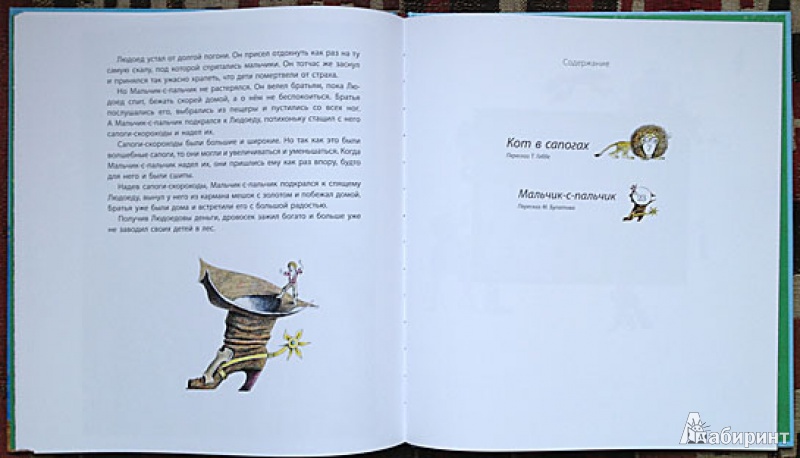 Людоед устал от долгой погони. Он присел отдохнуть как раз на ту
самую скалу, под которой спрятались мальчики. Он тотчас же заснул
и принялся так ужасно храпеть, что дети помертвели от страха.
Но Мальчик-с-пальчик не растерялся. Он велел братьям, пока Лю-
доед спит, бежать скорей домой, а о нём не беспокоиться. Братья
послушались его, выбрались из пещеры и пустились со всех ног.
А Мальчик-с-пальчик подкрался к Людоеду, потихоньку стащил с него
сапоги-скороходы и надел их.
Сапоги-скороходы были большие и широкие. Но так как это были
волшебные сапоги, то они могли и увеличиваться и уменьшаться. Когда
Мальчик-с-пальчик надел их, они пришлись ему как раз впору, будто
для него и были сшиты.
Надев сапоги-скороходы, Мальчик-с-пальчик подкрался к спящему
Людоеду, вынул у него из кармана мешок с золотом и побежал домой.
Братья уже были дома и встретили его с большой радостью.
Получив Людоедовы деньги, дровосек зажил богато и больше уже
не заводил своих детей в лес.
Содержание
Кот в сапогах
Пересказ Т. Габбе
Мальчик-с-пальчик
Пересказ М. Булатова
Лабиринт